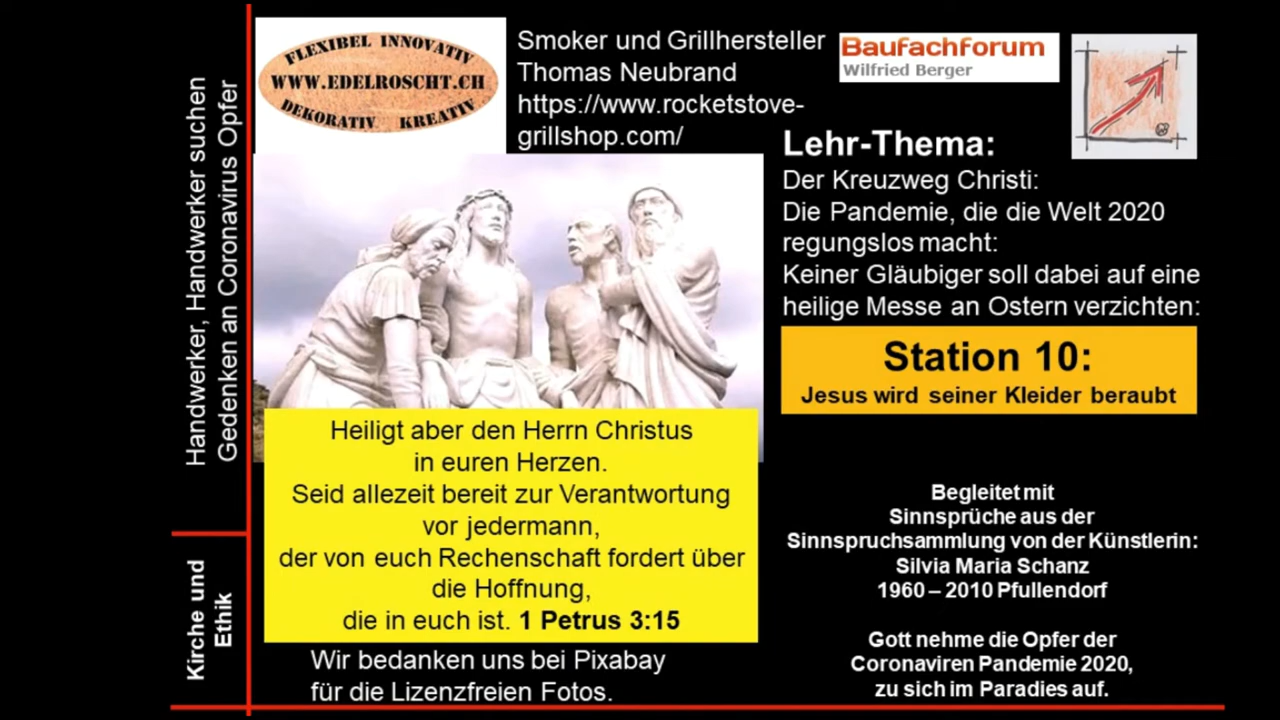 Handwerker, Handwerker suchen
Gedenken an Coronavirus Opfer
Kirche und
Ethik
FLEXIBEL INNOVATIV
WWW.EDELROSCHT.CH
DEKORATIV KREATIV
Smoker und Grillhersteller
Thomas Neubrand
https://www.rocketstove-
grillshop.com/
Baufachforum
Wilfried Berger
Lehr-Thema:
Der Kreuzweg Christi:
Die Pandemie, die die Welt 2020
regungslos macht:
Keiner Gläubiger soll dabei auf eine
heilige Messe an Ostern verzichten:
Station 10:
Jesus wird seiner Kleider beraubt
Heiligt aber den Herrn Christus
in euren Herzen.
Seid allezeit bereit zur Verantwortung
vor jedermann,
der von euch Rechenschaft fordert über
die Hoffnung,
die in euch ist. 1 Petrus 3:15
Wir bedanken uns bei Pixabay
für die Lizenzfreien Fotos.
Begleitet mit
Sinnsprüche aus der
Sinnspruchsammlung von der Künstlerin:
Silvia Maria Schanz
1960 – 2010 Pfullendorf
Gott nehme die Opfer der
Coronaviren Pandemie 2020,
zu sich im Paradies auf.